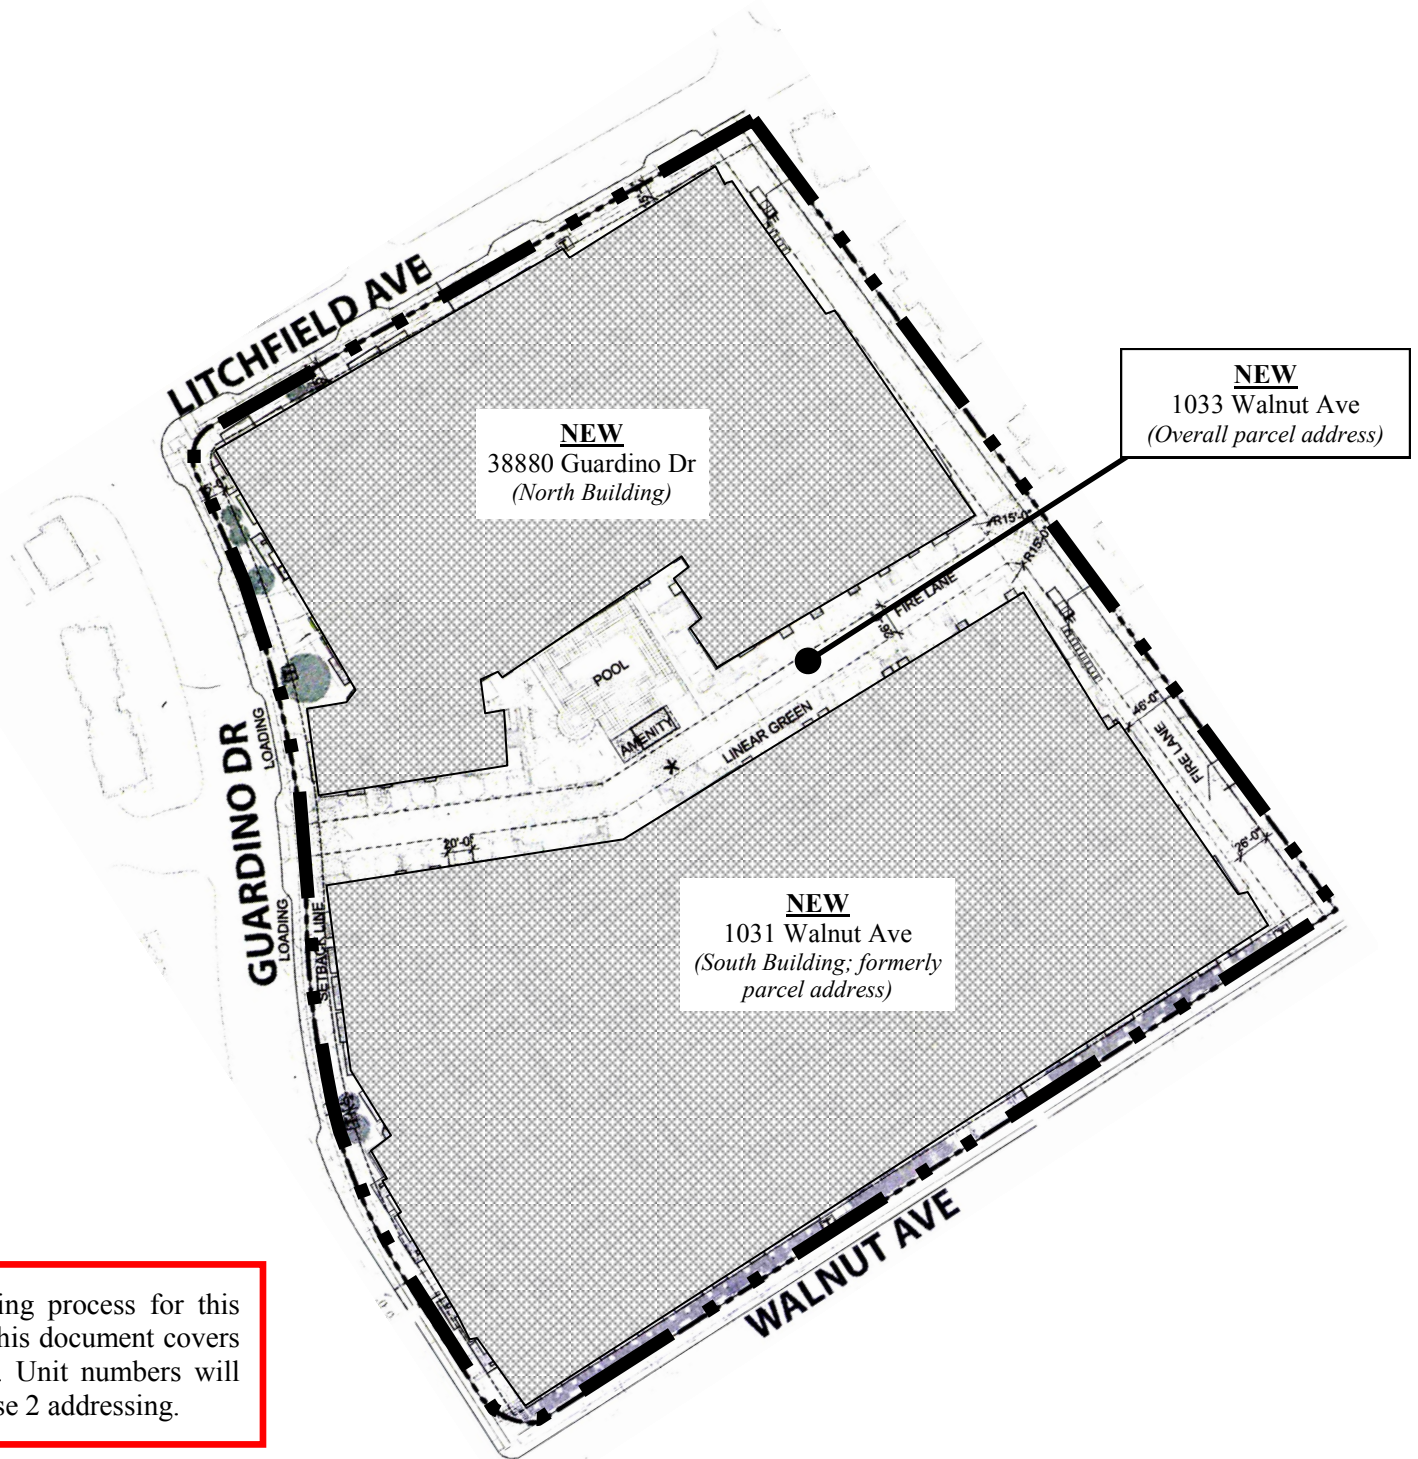 LITCHFIELD AVE
NEW
38880 Guardino Dr
(North Building)
NEW
1033 Walnut Ave
(Overall parcel address)
R15'-0"
R15'-0"
FIRE LANE
26'
POOL
AMENITY
LINEAR GREEN
GUARDINO DR
LOADING
LOADING
SETBACK LINE
20'-0"
46'-0"
FIRE LANE
26'-0"
NEW
1031 Walnut Ave
(South Building; formerly
parcel address)
WALNUT AVE
ing process for this
his document covers
. Unit numbers will
se 2 addressing.